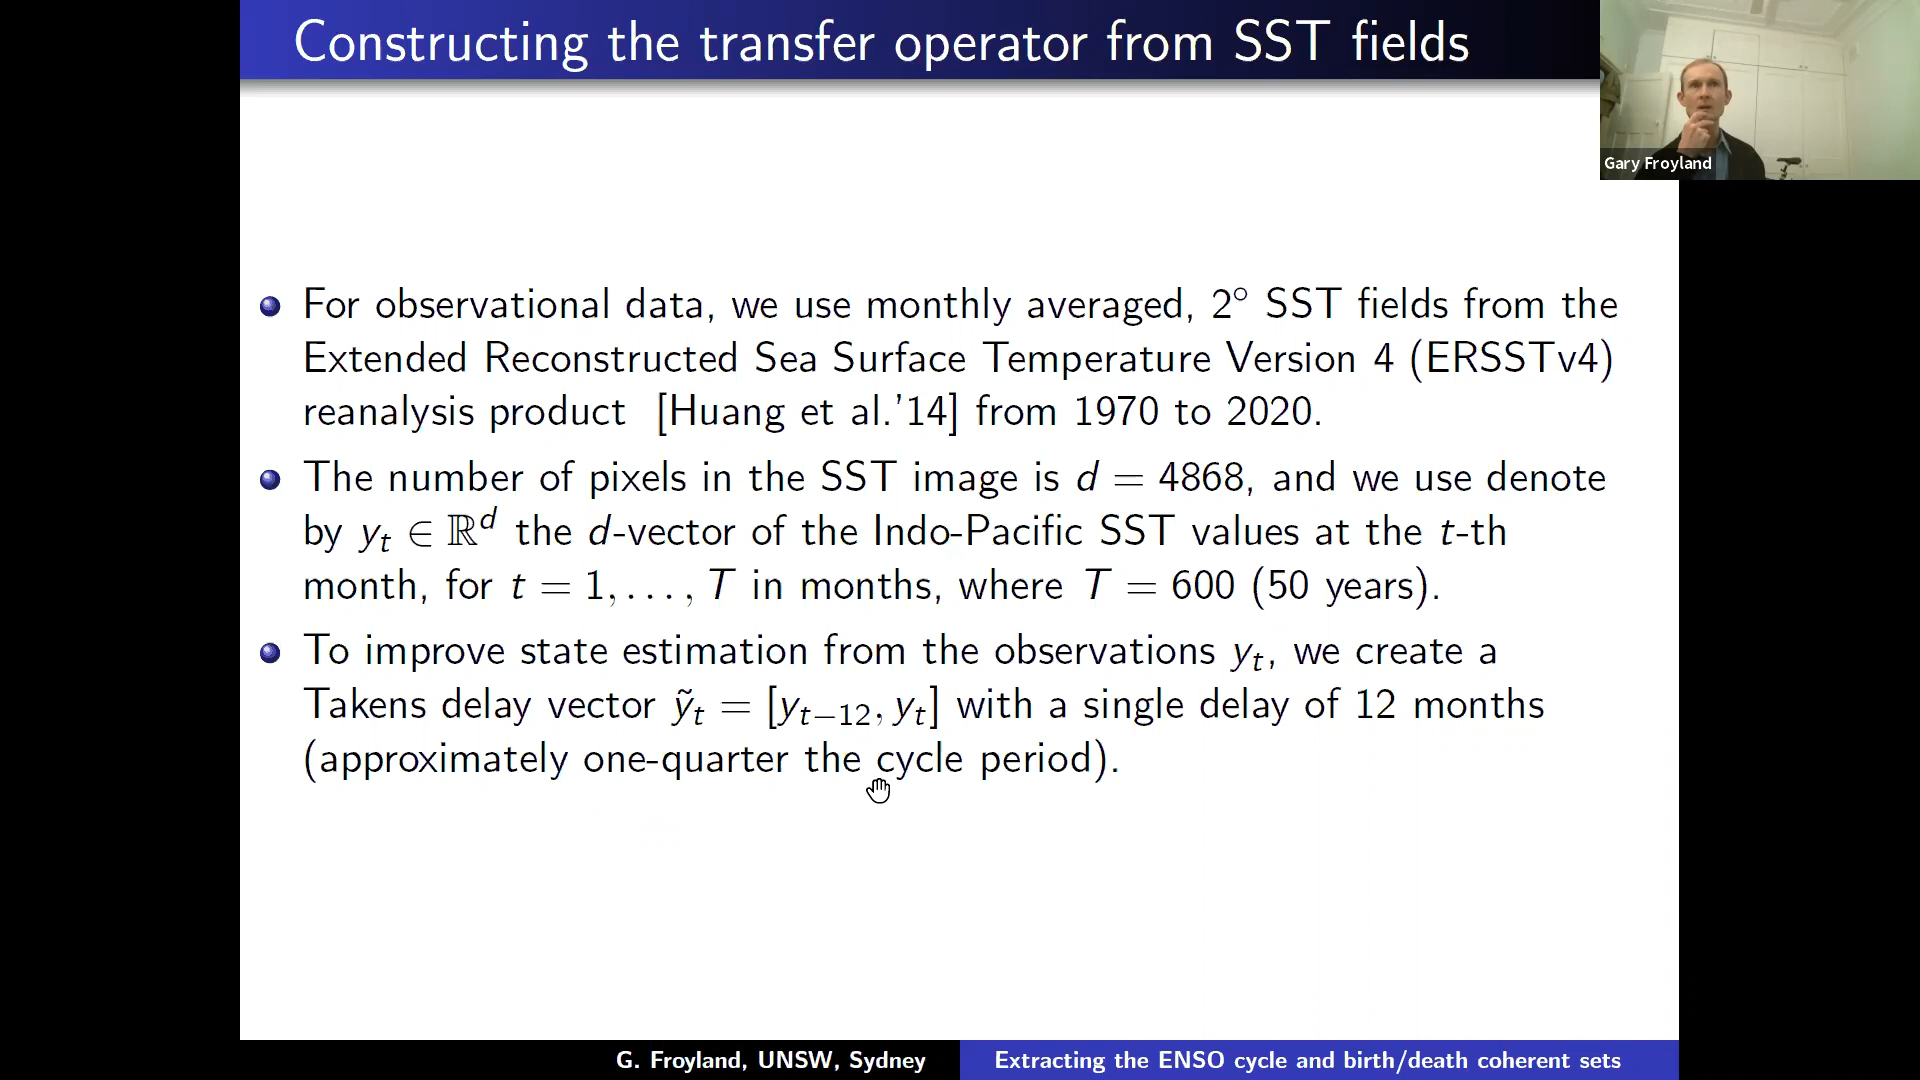 Constructing the transfer operator from SST fields
Gary Froyland
For observational data, we use monthly averaged, 2° SST fields from the
Extended Reconstructed Sea Surface Temperature Version 4 (ERSSTv4)
reanalysis product [Huang et al.'14] from 1970 to 2020.
The number of pixels in the SST image is d = 4868, and we use denote
by y_t ∈ ℝ^d the d-vector of the Indo-Pacific SST values at the t-th
month, for t = 1, . . . , T in months, where T = 600 (50 years).
To improve state estimation from the observations y_t, we create a
Takens delay vector ỹ_t = [y_{t−12}, y_t] with a single delay of 12 months
(approximately one-quarter the cycle period).
G. Froyland, UNSW, Sydney
Extracting the ENSO cycle and birth/death coherent sets